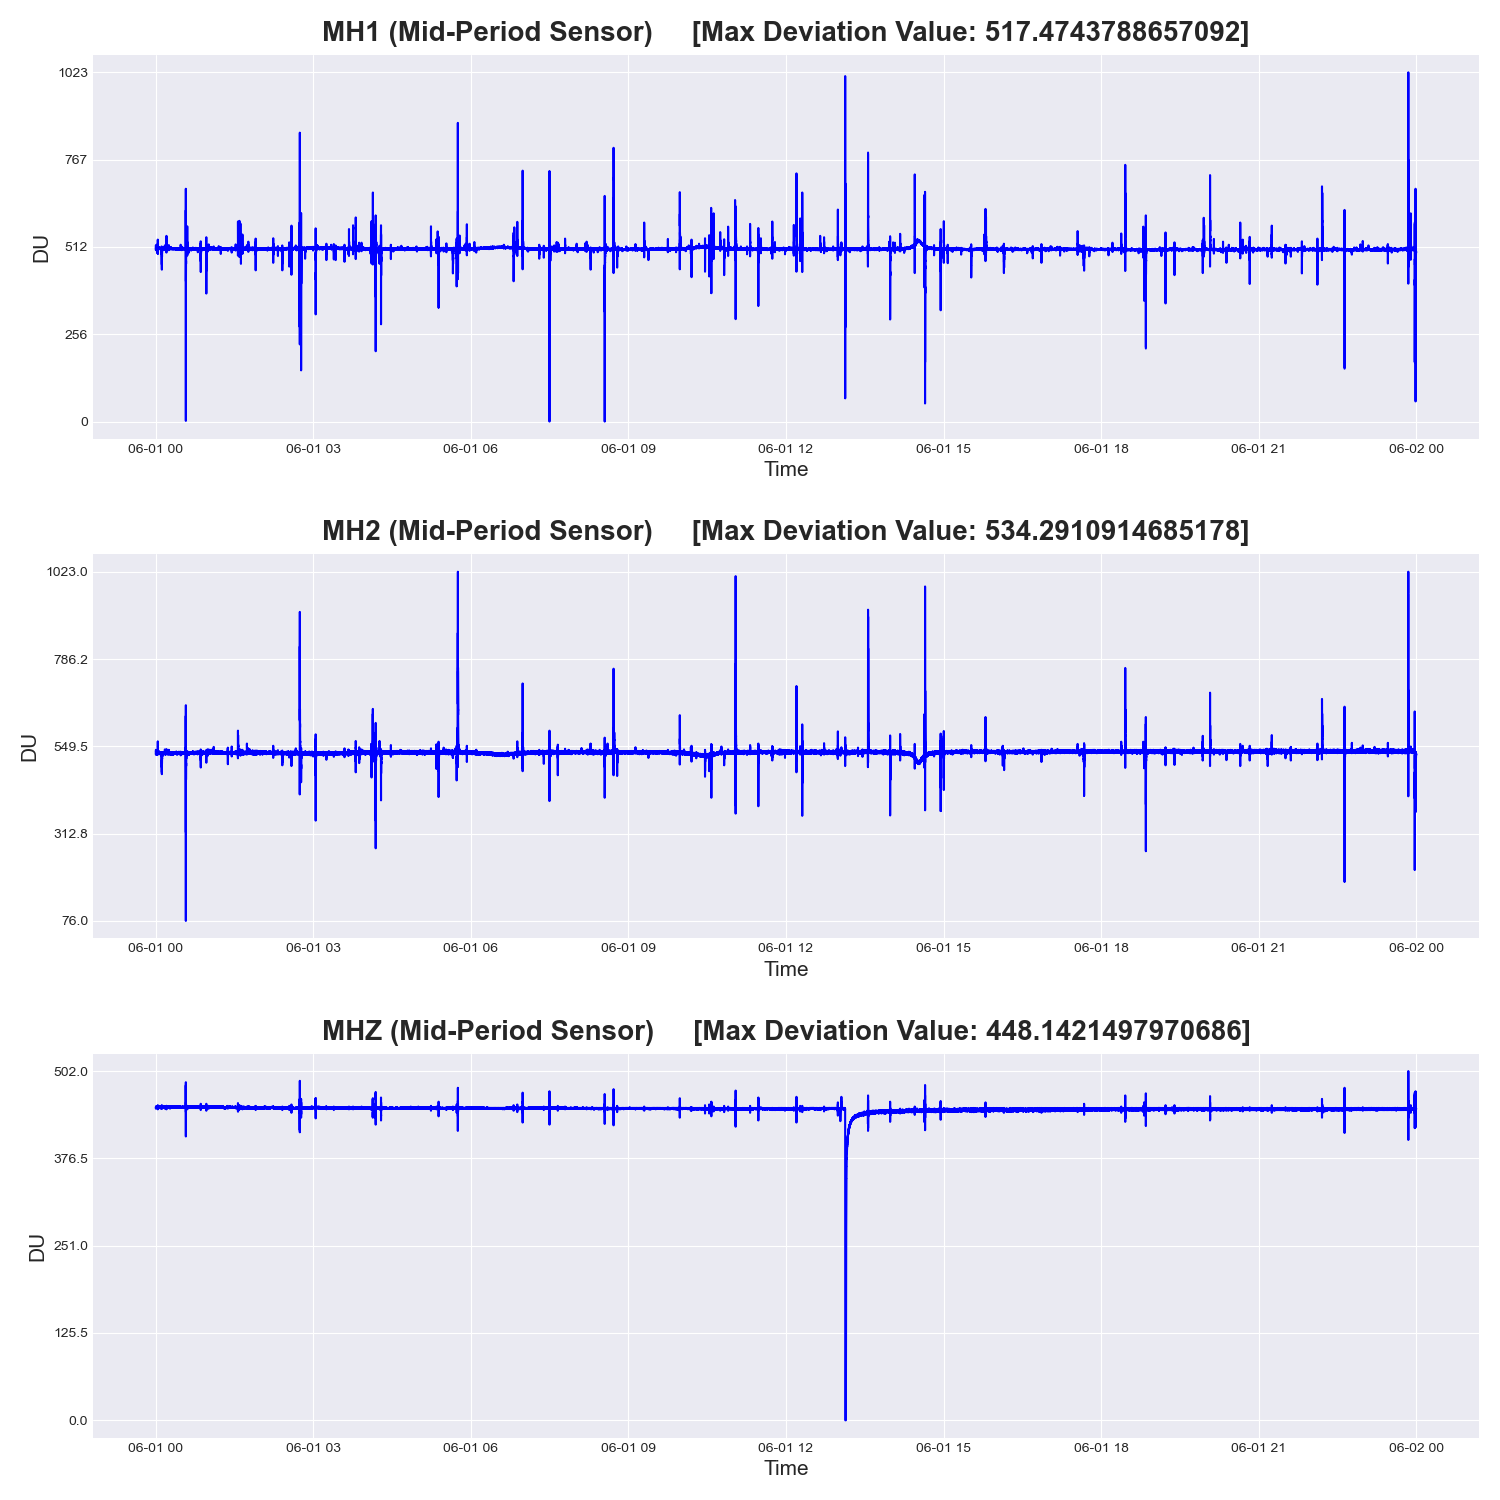 MH1 (Mid-Period Sensor) [Max Deviation Value: 517.4743788657092]
1023
767
512
256
0
DU
06-01 00 06-01 03 06-01 06 06-01 09 06-01 12 06-01 15 06-01 18 06-01 21 06-02 00
Time
MH2 (Mid-Period Sensor) [Max Deviation Value: 534.2910914685178]
1023.0
786.2
549.5
312.8
76.0
DU
06-01 00 06-01 03 06-01 06 06-01 09 06-01 12 06-01 15 06-01 18 06-01 21 06-02 00
Time
MHZ (Mid-Period Sensor) [Max Deviation Value: 448.1421497970686]
502.0
376.5
251.0
125.5
0.0
DU
06-01 00 06-01 03 06-01 06 06-01 09 06-01 12 06-01 15 06-01 18 06-01 21 06-02 00
Time